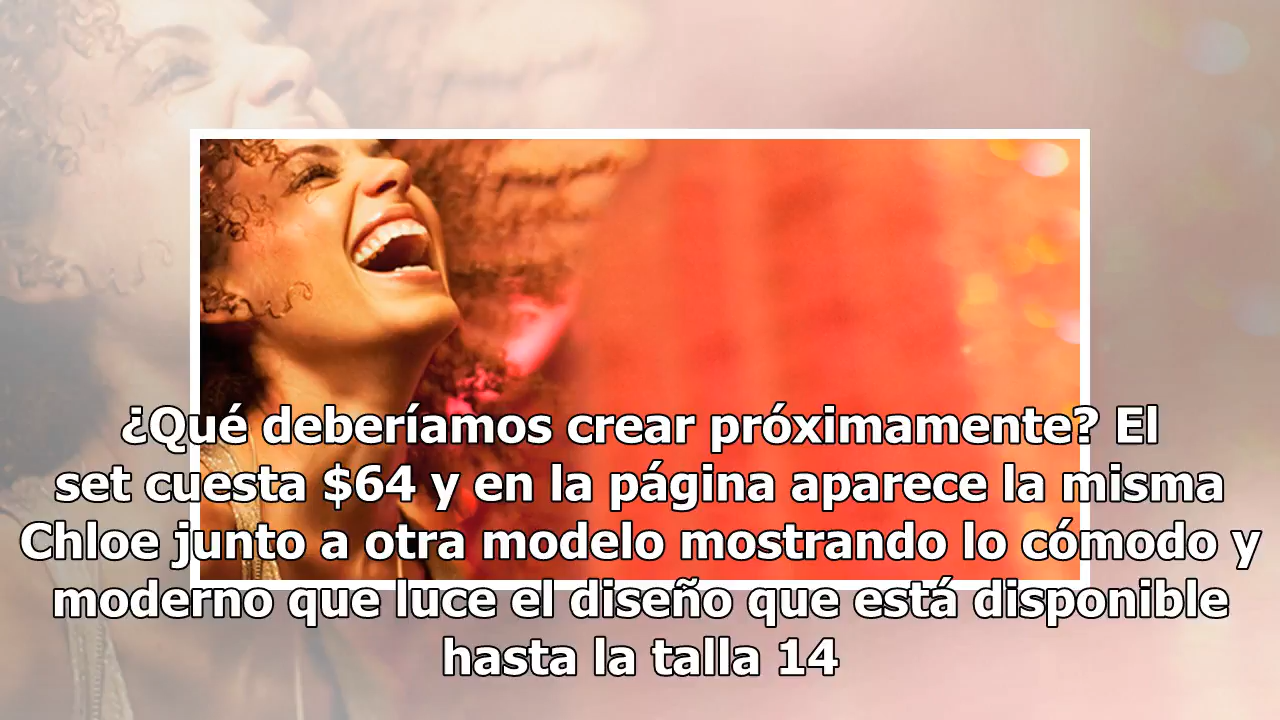 ¿Qué deberíamos crear próximamente? El
set cuesta $64 y en la página aparece la misma
Chloe junto a otra modelo mostrando lo cómodo y
moderno que luce el diseño que está disponible
hasta la talla 14